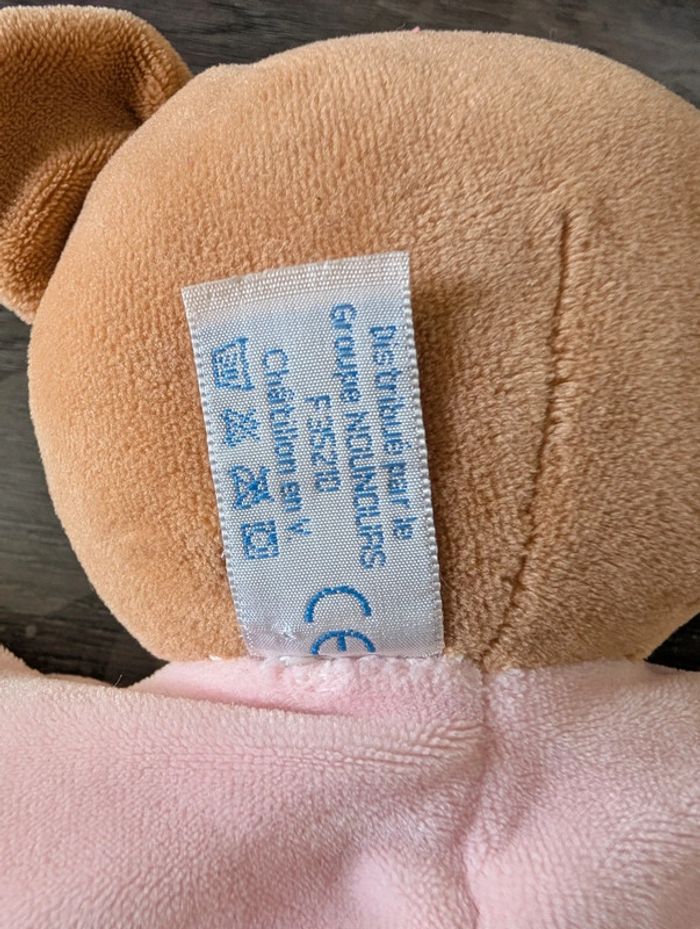 Distribué par le
Groupe NOUNOURS
F 35210
Châtillon en V.
CE